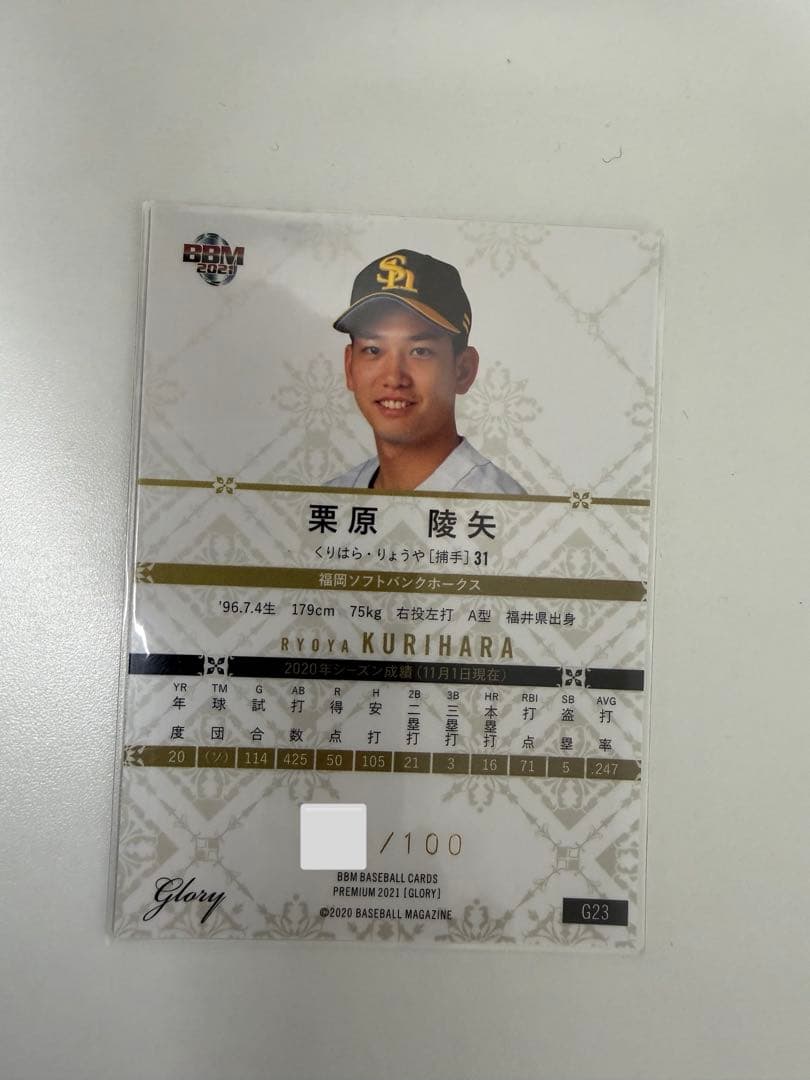 BBM
2021
SH
栗原 陵矢
くりはら・りょうや [捕手] 31
福岡ソフトバンクホークス
'96.7.4生 179cm 75kg 右投左打 A型 福井県出身
RYOYA KURIHARA
2020年シーズン成績 (11月1日現在)
YR TM G AB R H 2B 3B HR RBI SB AVG
年度 球団 試合 打数 得点 安打 二塁打 三塁打 本塁打 打点 盗塁 打率
20 (ソ) 114 425 50 105 21 3 16 71 5 .247
/100
BBM BASEBALL CARDS
PREMIUM 2021 [GLORY]
©2020 BASEBALL MAGAZINE
Glory
G23